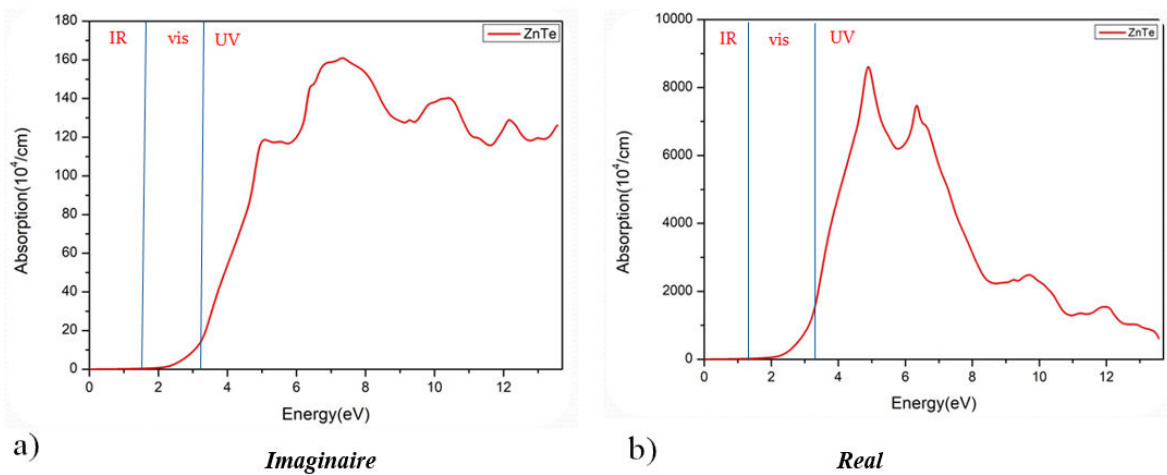 180
160
140
120
100
80
60
40
20
0
Absorption(10⁴/cm)
IR vis UV
ZnTe
0 2 4 6 8 10 12
Energy(eV)
a) Imaginaire
10000
8000
6000
4000
2000
0
Absorption(10⁴/cm)
IR vis UV
ZnTe
0 2 4 6 8 10 12
Energy(eV)
b) Real